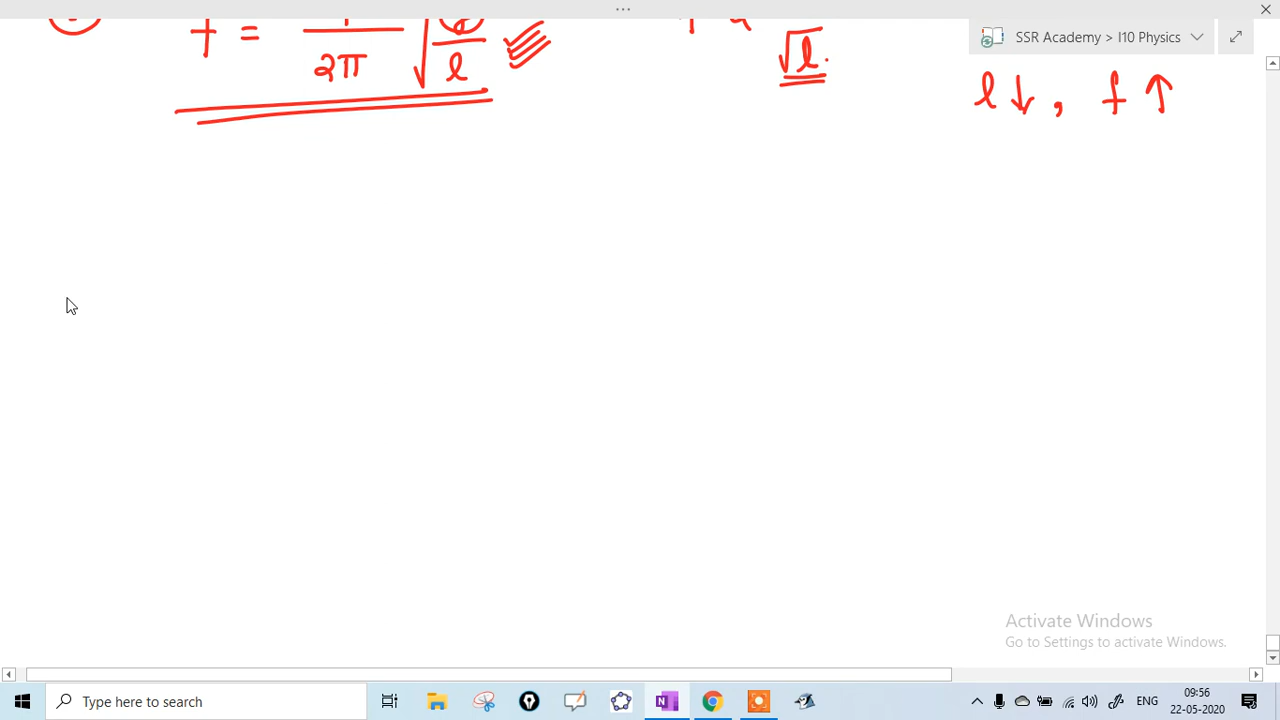 SSR Academy > I10 Physics
f = 1/2π √g/l
√l.
l↓, f↑
Activate Windows
Go to Settings to activate Windows.
Type here to search
ENG
09:56
22-05-2020